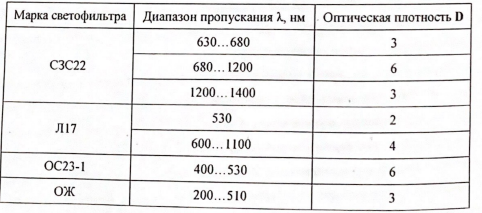 Марка светофильтра Диапазон пропускания λ, нм Оптическая плотность D
СЗС22 630...680 3
680...1200 6
1200...1400 3
Л17 530 2
600...1100 4
ОС23-1 400...530 6
ОЖ 200...510 3